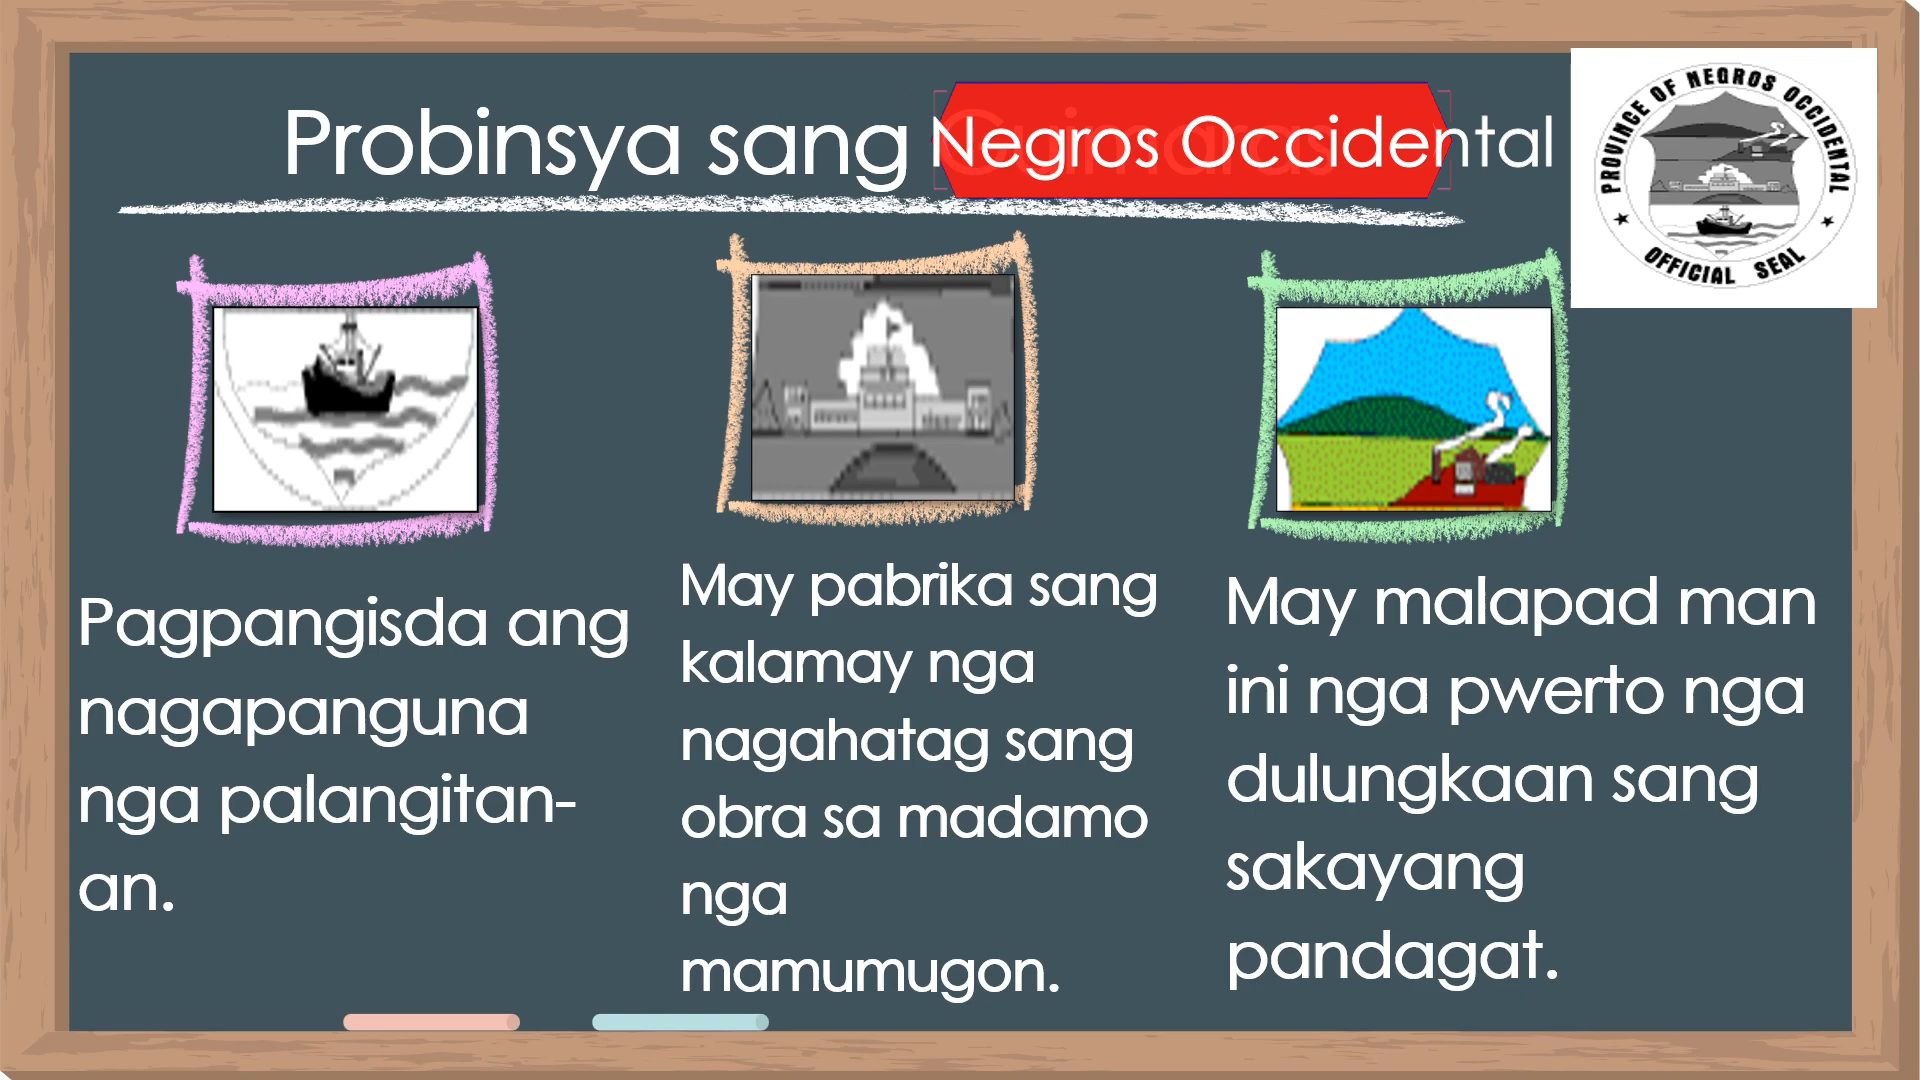 Probinsya sang Negros Occidental
PROVINCE OF NEGROS OCCIDENTAL
OFFICIAL SEAL
Pagpangisda ang
nagapanguna
nga palangitan-
an.
May pabrika sang
kalamay nga
nagahatag sang
obra sa madamo
nga
mamumugon.
May malapad man
ini nga pwerto nga
dulungkaan sang
sakayang
pandagat.